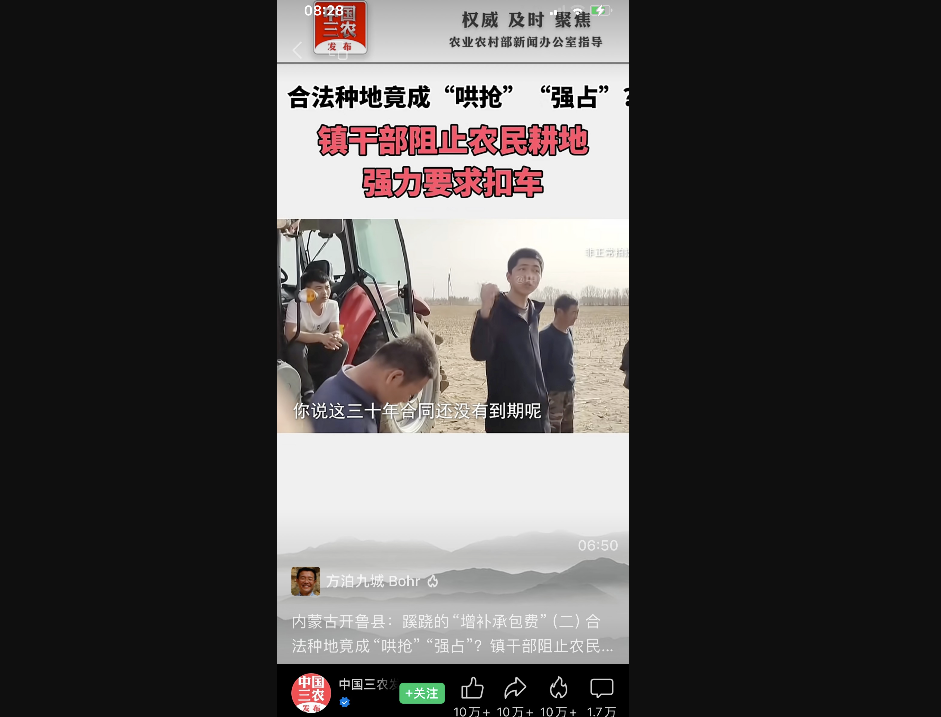 08:28
中国
三农
发布
权威 及时 聚焦
农业农村部新闻办公室指导
合法种地竟成“哄抢” “强占”?
镇干部阻止农民耕地
强力要求扣车
非正常拍摄
你说这三十年合同还没有到期呢
06:50
方泊九城 Bohr
内蒙古开鲁县：蹊跷的“增补承包费”（二）合
法种地竟成“哄抢”“强占”？镇干部阻止农民...
中国
三农
发布
中国三农发
+关注
10万+ 10万+ 10万+ 1.7万